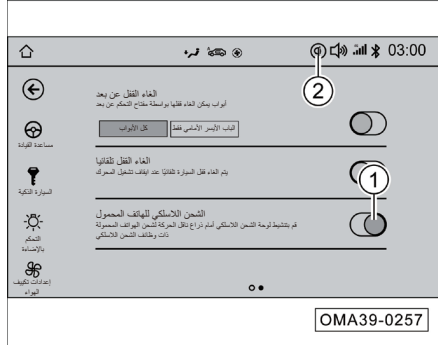 03:00
2
الغاء القفل عن بعد
أبواب يمكن الغاء قفلها بواسطة مفتاح التحكم عن بعد
الباب الأيسر الأمامي فقط
كل الأبواب
مساعدة القيادة
الغاء القفل تلقائيا
يتم الغاء قفل السيارة تلقائيًا عند ايقاف تشغيل المحرك
1
السيارة الذكية
الشحن اللاسلكي للهاتف المحمول
قم بتنشيط لوحة الشحن اللاسلكي أمام ذراع ناقل الحركة لشحن الهواتف المحمولة
ذات وظائف الشحن اللاسلكي
التحكم
بالإضاءة
إعدادات تكييف
الهواء
OMA39-0257